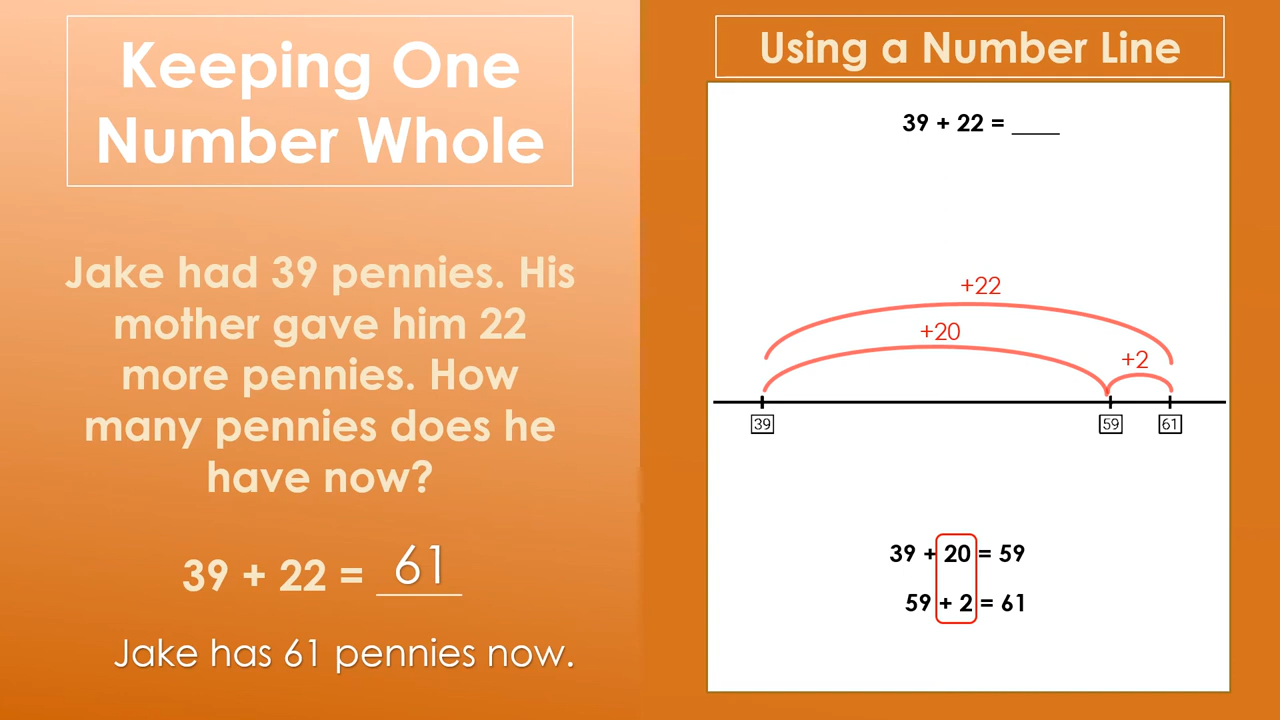 Keeping One
Number Whole
Jake had 39 pennies. His
mother gave him 22
more pennies. How
many pennies does he
have now?
39 + 22 = 61
Jake has 61 pennies now.
Using a Number Line
39 + 22 = ____
+22
+20
+2
39 59 61
39 + 20 = 59
59 + 2 = 61